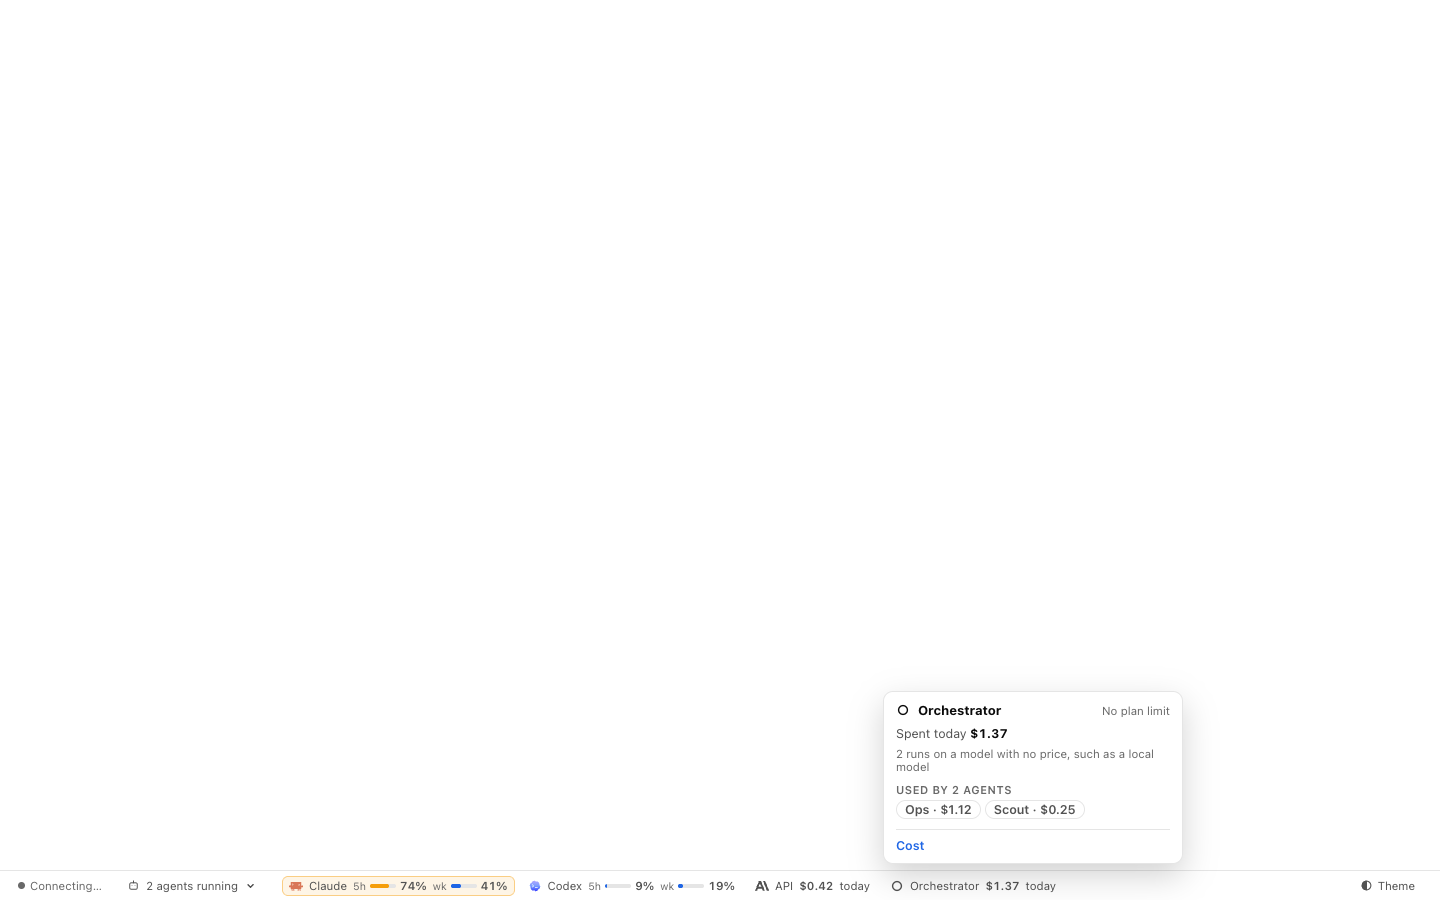 Orchestrator No plan limit
Spent today $1.37
2 runs on a model with no price, such as a local
model
USED BY 2 AGENTS
Ops · $1.12 Scout · $0.25
Cost
Connecting... 2 agents running Claude 5h 74% wk 41% Codex 5h 9% wk 19% API $0.42 today Orchestrator $1.37 today Theme